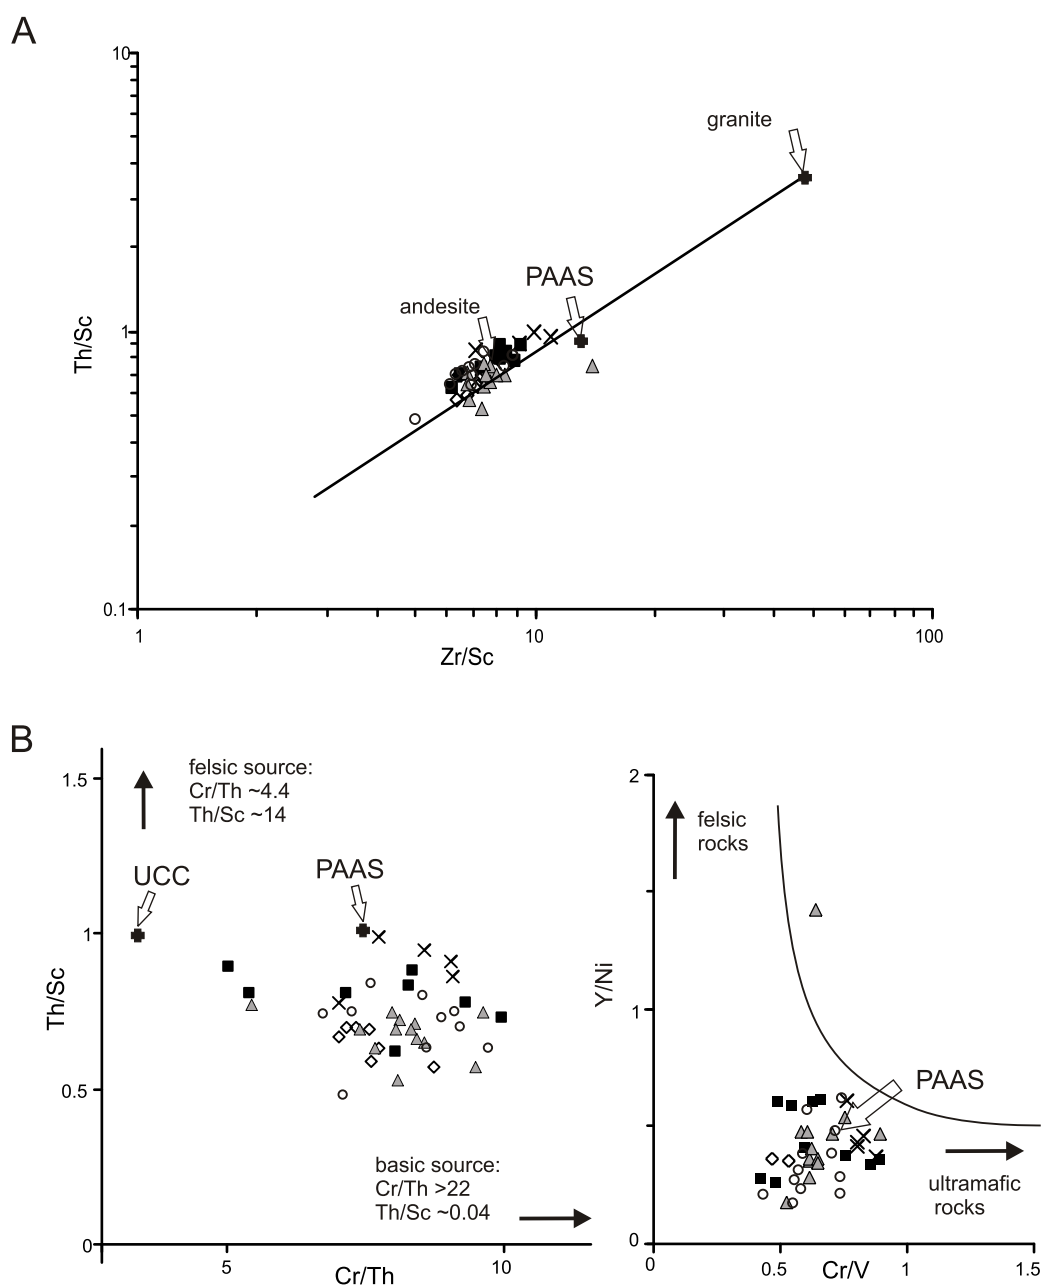 A
10
granite
PAAS
andesite
Th/Sc
1
0.1
1
10
100
Zr/Sc
B
1.5
felsic source:
Cr/Th ~4.4
Th/Sc ~14
UCC
PAAS
1
Th/Sc
0.5
basic source:
Cr/Th >22
Th/Sc ~0.04
0
5
10
Cr/Th
2
felsic
rocks
Y/Ni
1
PAAS
ultramafic
rocks
0
0
0.5
1
1.5
Cr/V